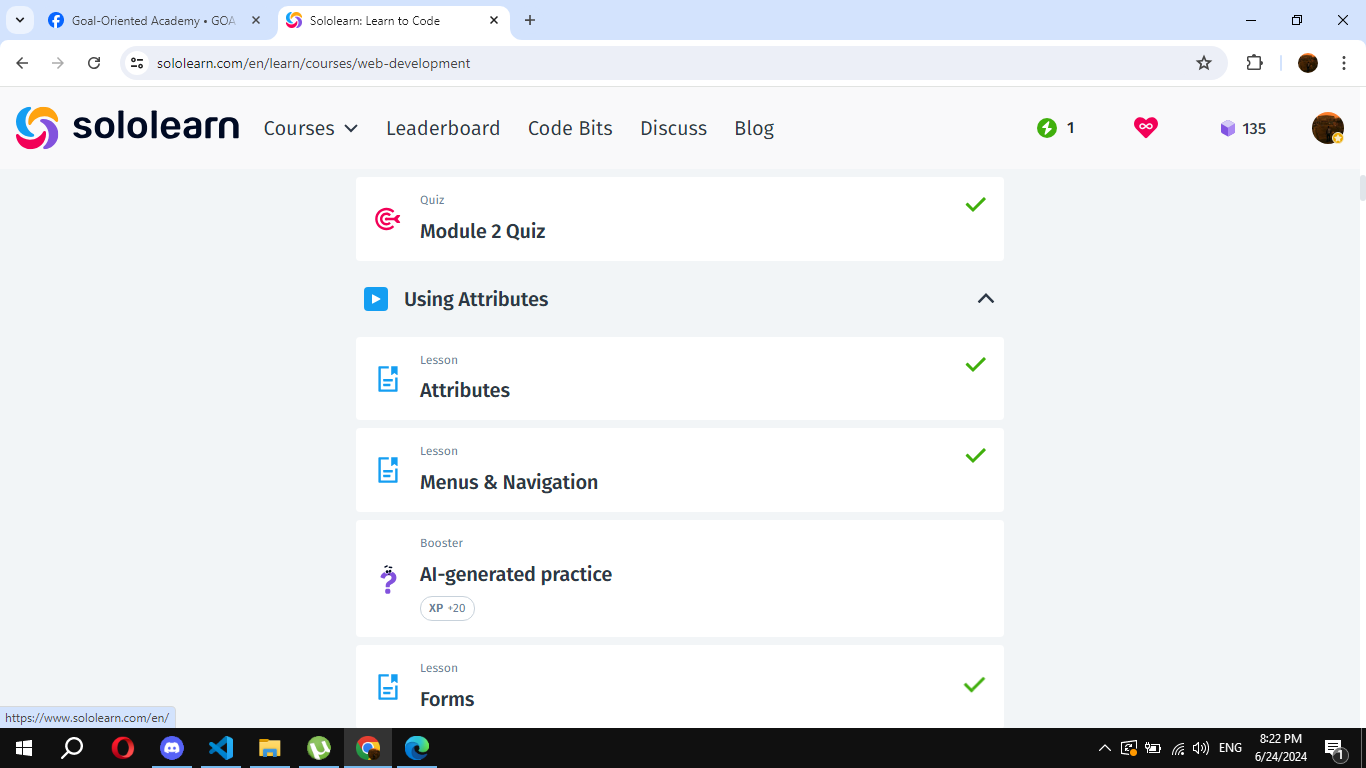 Goal-Oriented Academy • GOA
Sololearn: Learn to Code
sololearn.com/en/learn/courses/web-development
sololearn
Courses
Leaderboard
Code Bits
Discuss
Blog
1
135
Quiz
Module 2 Quiz
Using Attributes
Lesson
Attributes
Lesson
Menus & Navigation
Booster
AI-generated practice
XP +20
Lesson
Forms
https://www.sololearn.com/en/
ENG
8:22 PM
6/24/2024
1